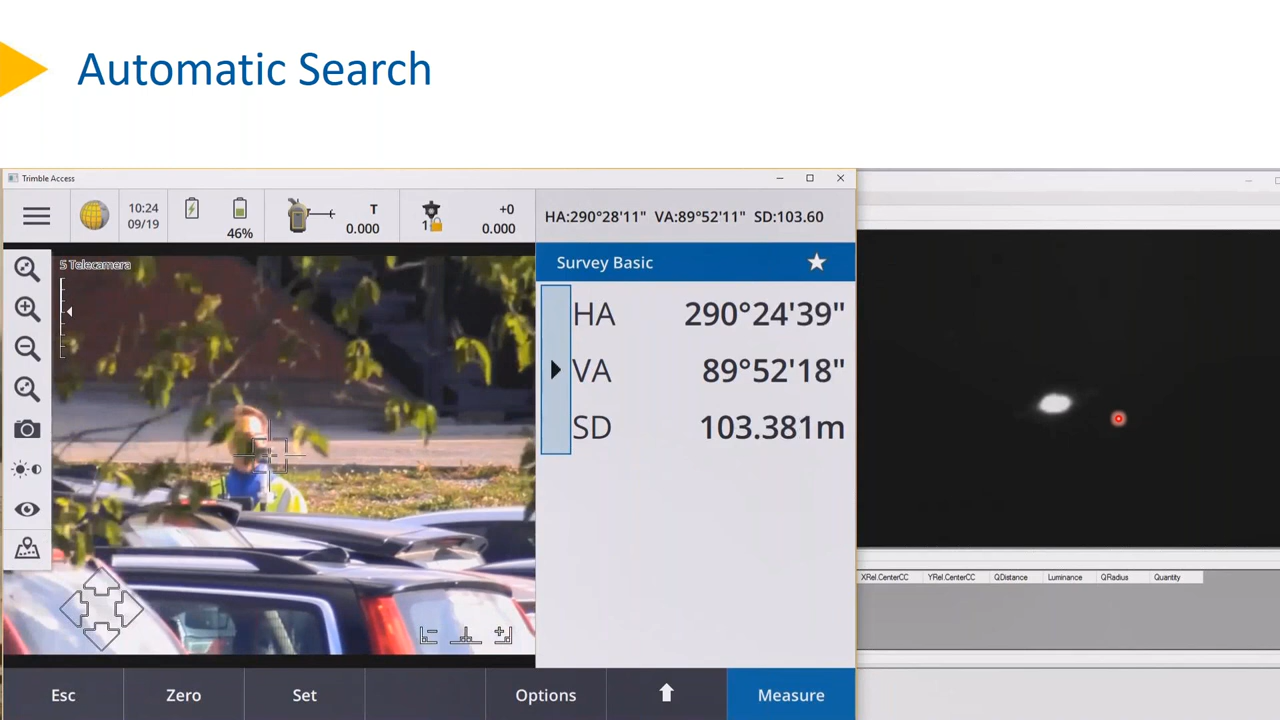 Automatic Search
Trimble Access
10:24
09/19
46%
T
0.000
1
+0
0.000
HA:290°28'11" VA:89°52'11" SD:103.60
5 Telecamera
Survey Basic
HA 290°24'39"
VA 89°52'18"
SD 103.381m
XRel.CenterCC YRel.CenterCC QDistance Luminance QRadius Quantity
Esc Zero Set Options Measure